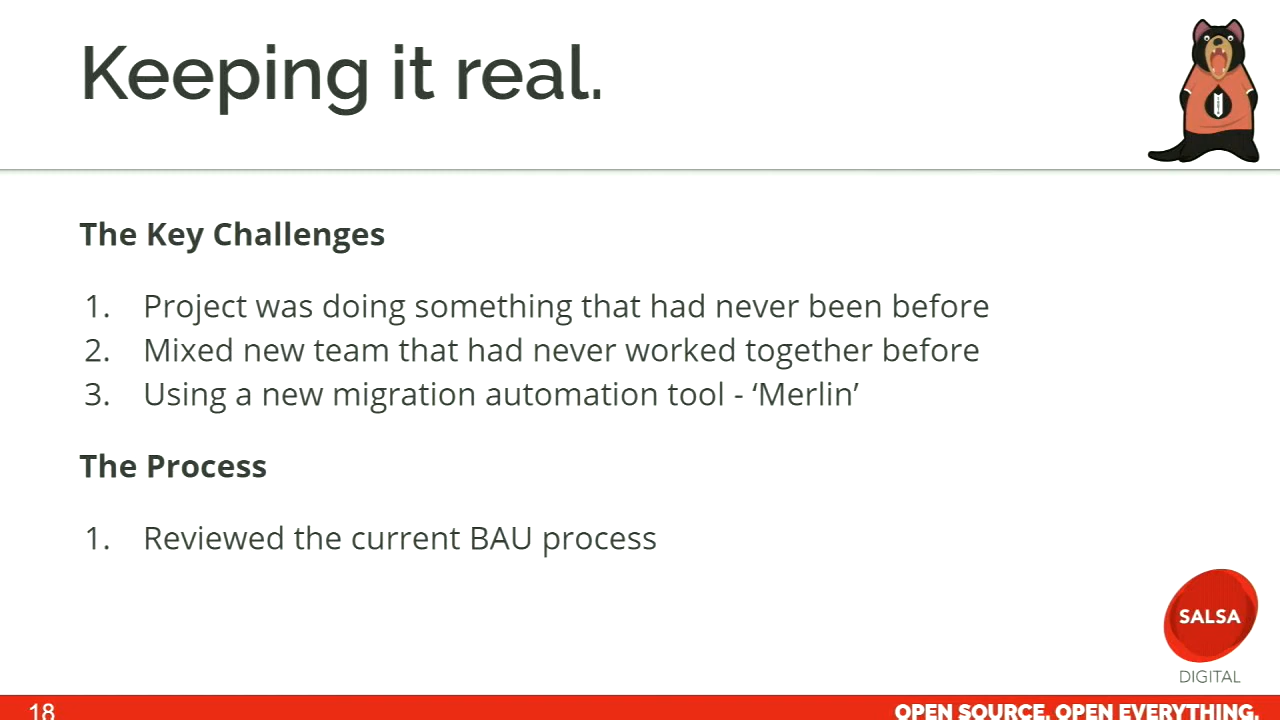 Keeping it real.
The Key Challenges
1. Project was doing something that had never been before
2. Mixed new team that had never worked together before
3. Using a new migration automation tool - ‘Merlin’
The Process
1. Reviewed the current BAU process
SALSA
DIGITAL
18
OPEN SOURCE. OPEN EVERYTHING.